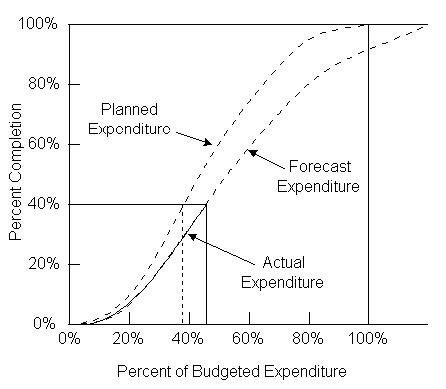 100%
80%
60%
40%
20%
0%
Percent Completion
Planned
Expenditure
Forecast
Expenditure
Actual
Expenditure
0% 20% 40% 60% 80% 100%
Percent of Budgeted Expenditure